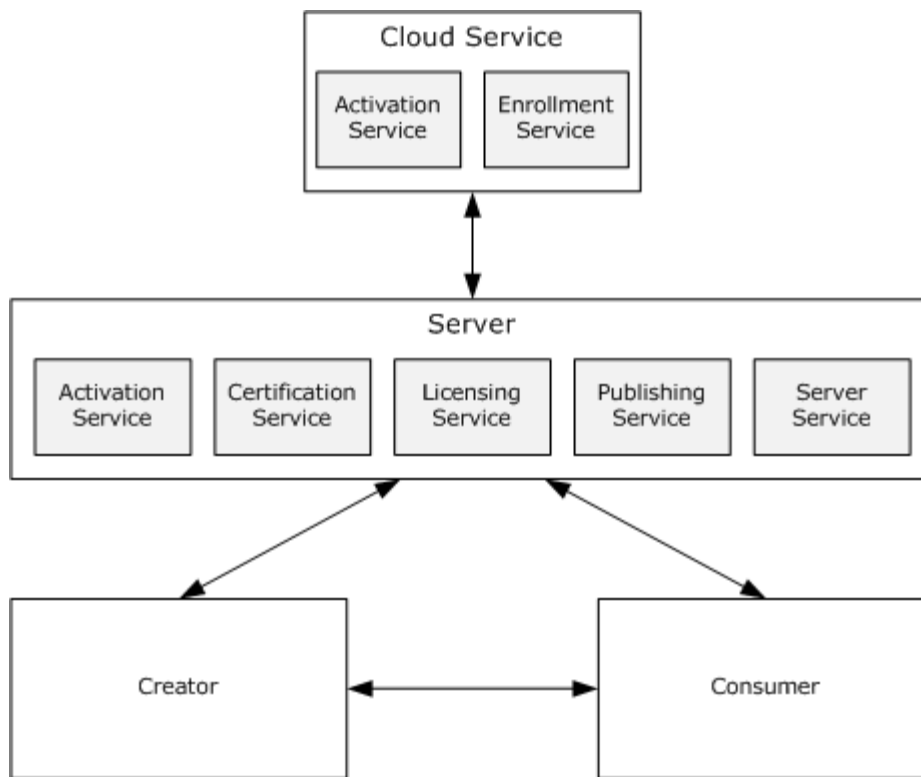 Cloud Service
Activation
Service
Enrollment
Service
Server
Activation
Service
Certification
Service
Licensing
Service
Publishing
Service
Server
Service
Creator
Consumer